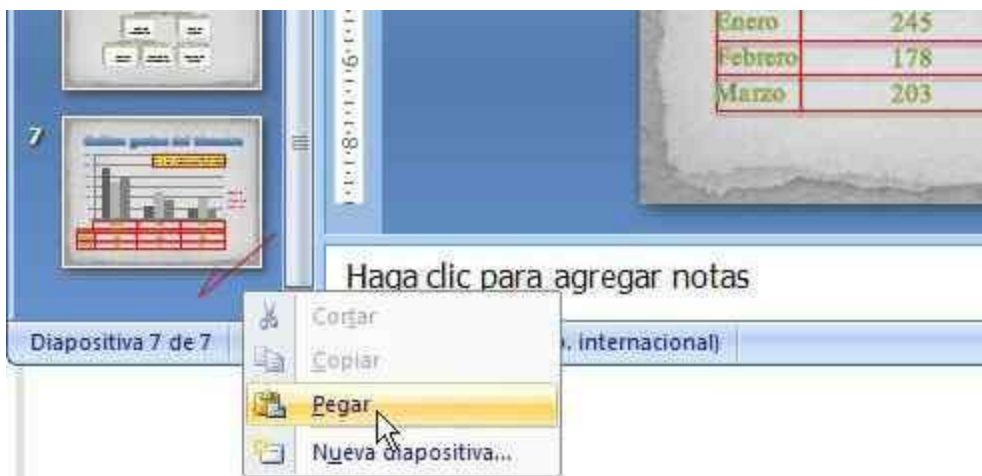 Enero 245
Febrero 178
Marzo 203
7
Haga clic para agregar notas
Diapositiva 7 de 7
. internacional)
Cortar
Copiar
Pegar
Nueva diapositiva...